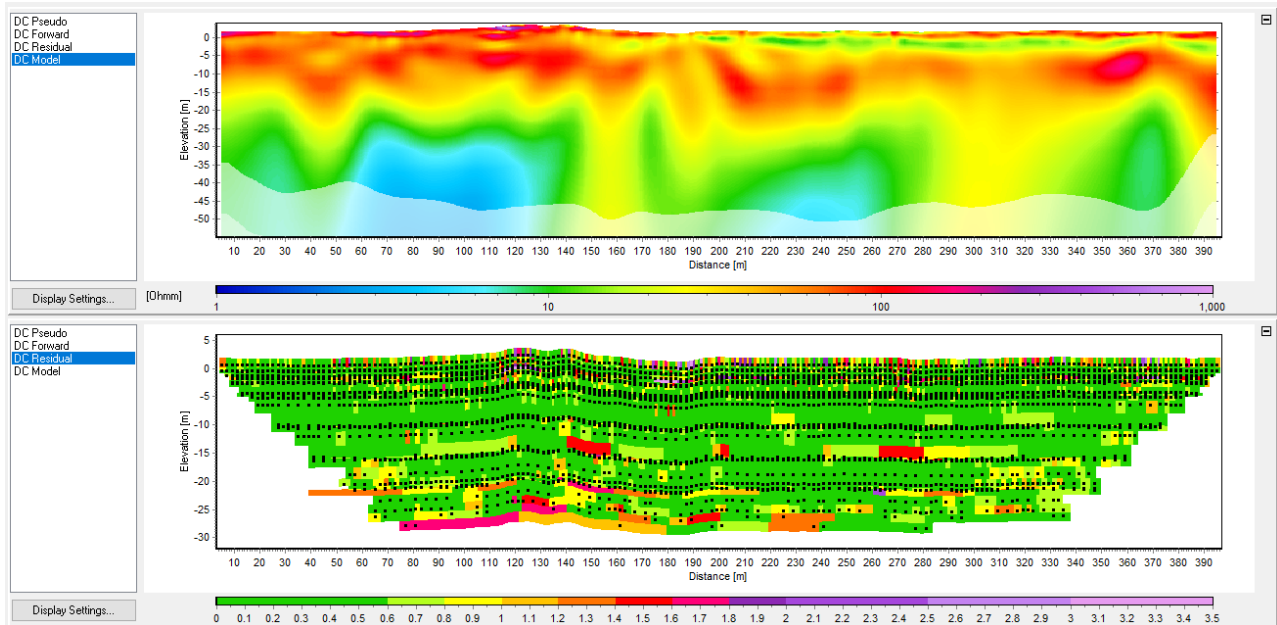 DC Pseudo
DC Forward
DC Residual
DC Model
Display Settings...
Elevation [m]
0
-5
-10
-15
-20
-25
-30
-35
-40
-45
-50
10 20 30 40 50 60 70 80 90 100 110 120 130 140 150 160 170 180 190 200 210 220 230 240 250 260 270 280 290 300 310 320 330 340 350 360 370 380 390
Distance [m]
[Ohmm]
1 10 100 1,000
DC Pseudo
DC Forward
DC Residual
DC Model
Display Settings...
Elevation [m]
5
0
-5
-10
-15
-20
-25
-30
10 20 30 40 50 60 70 80 90 100 110 120 130 140 150 160 170 180 190 200 210 220 230 240 250 260 270 280 290 300 310 320 330 340 350 360 370 380 390
Distance [m]
0 0.1 0.2 0.3 0.4 0.5 0.6 0.7 0.8 0.9 1 1.1 1.2 1.3 1.4 1.5 1.6 1.7 1.8 1.9 2 2.1 2.2 2.3 2.4 2.5 2.6 2.7 2.8 2.9 3 3.1 3.2 3.3 3.4 3.5